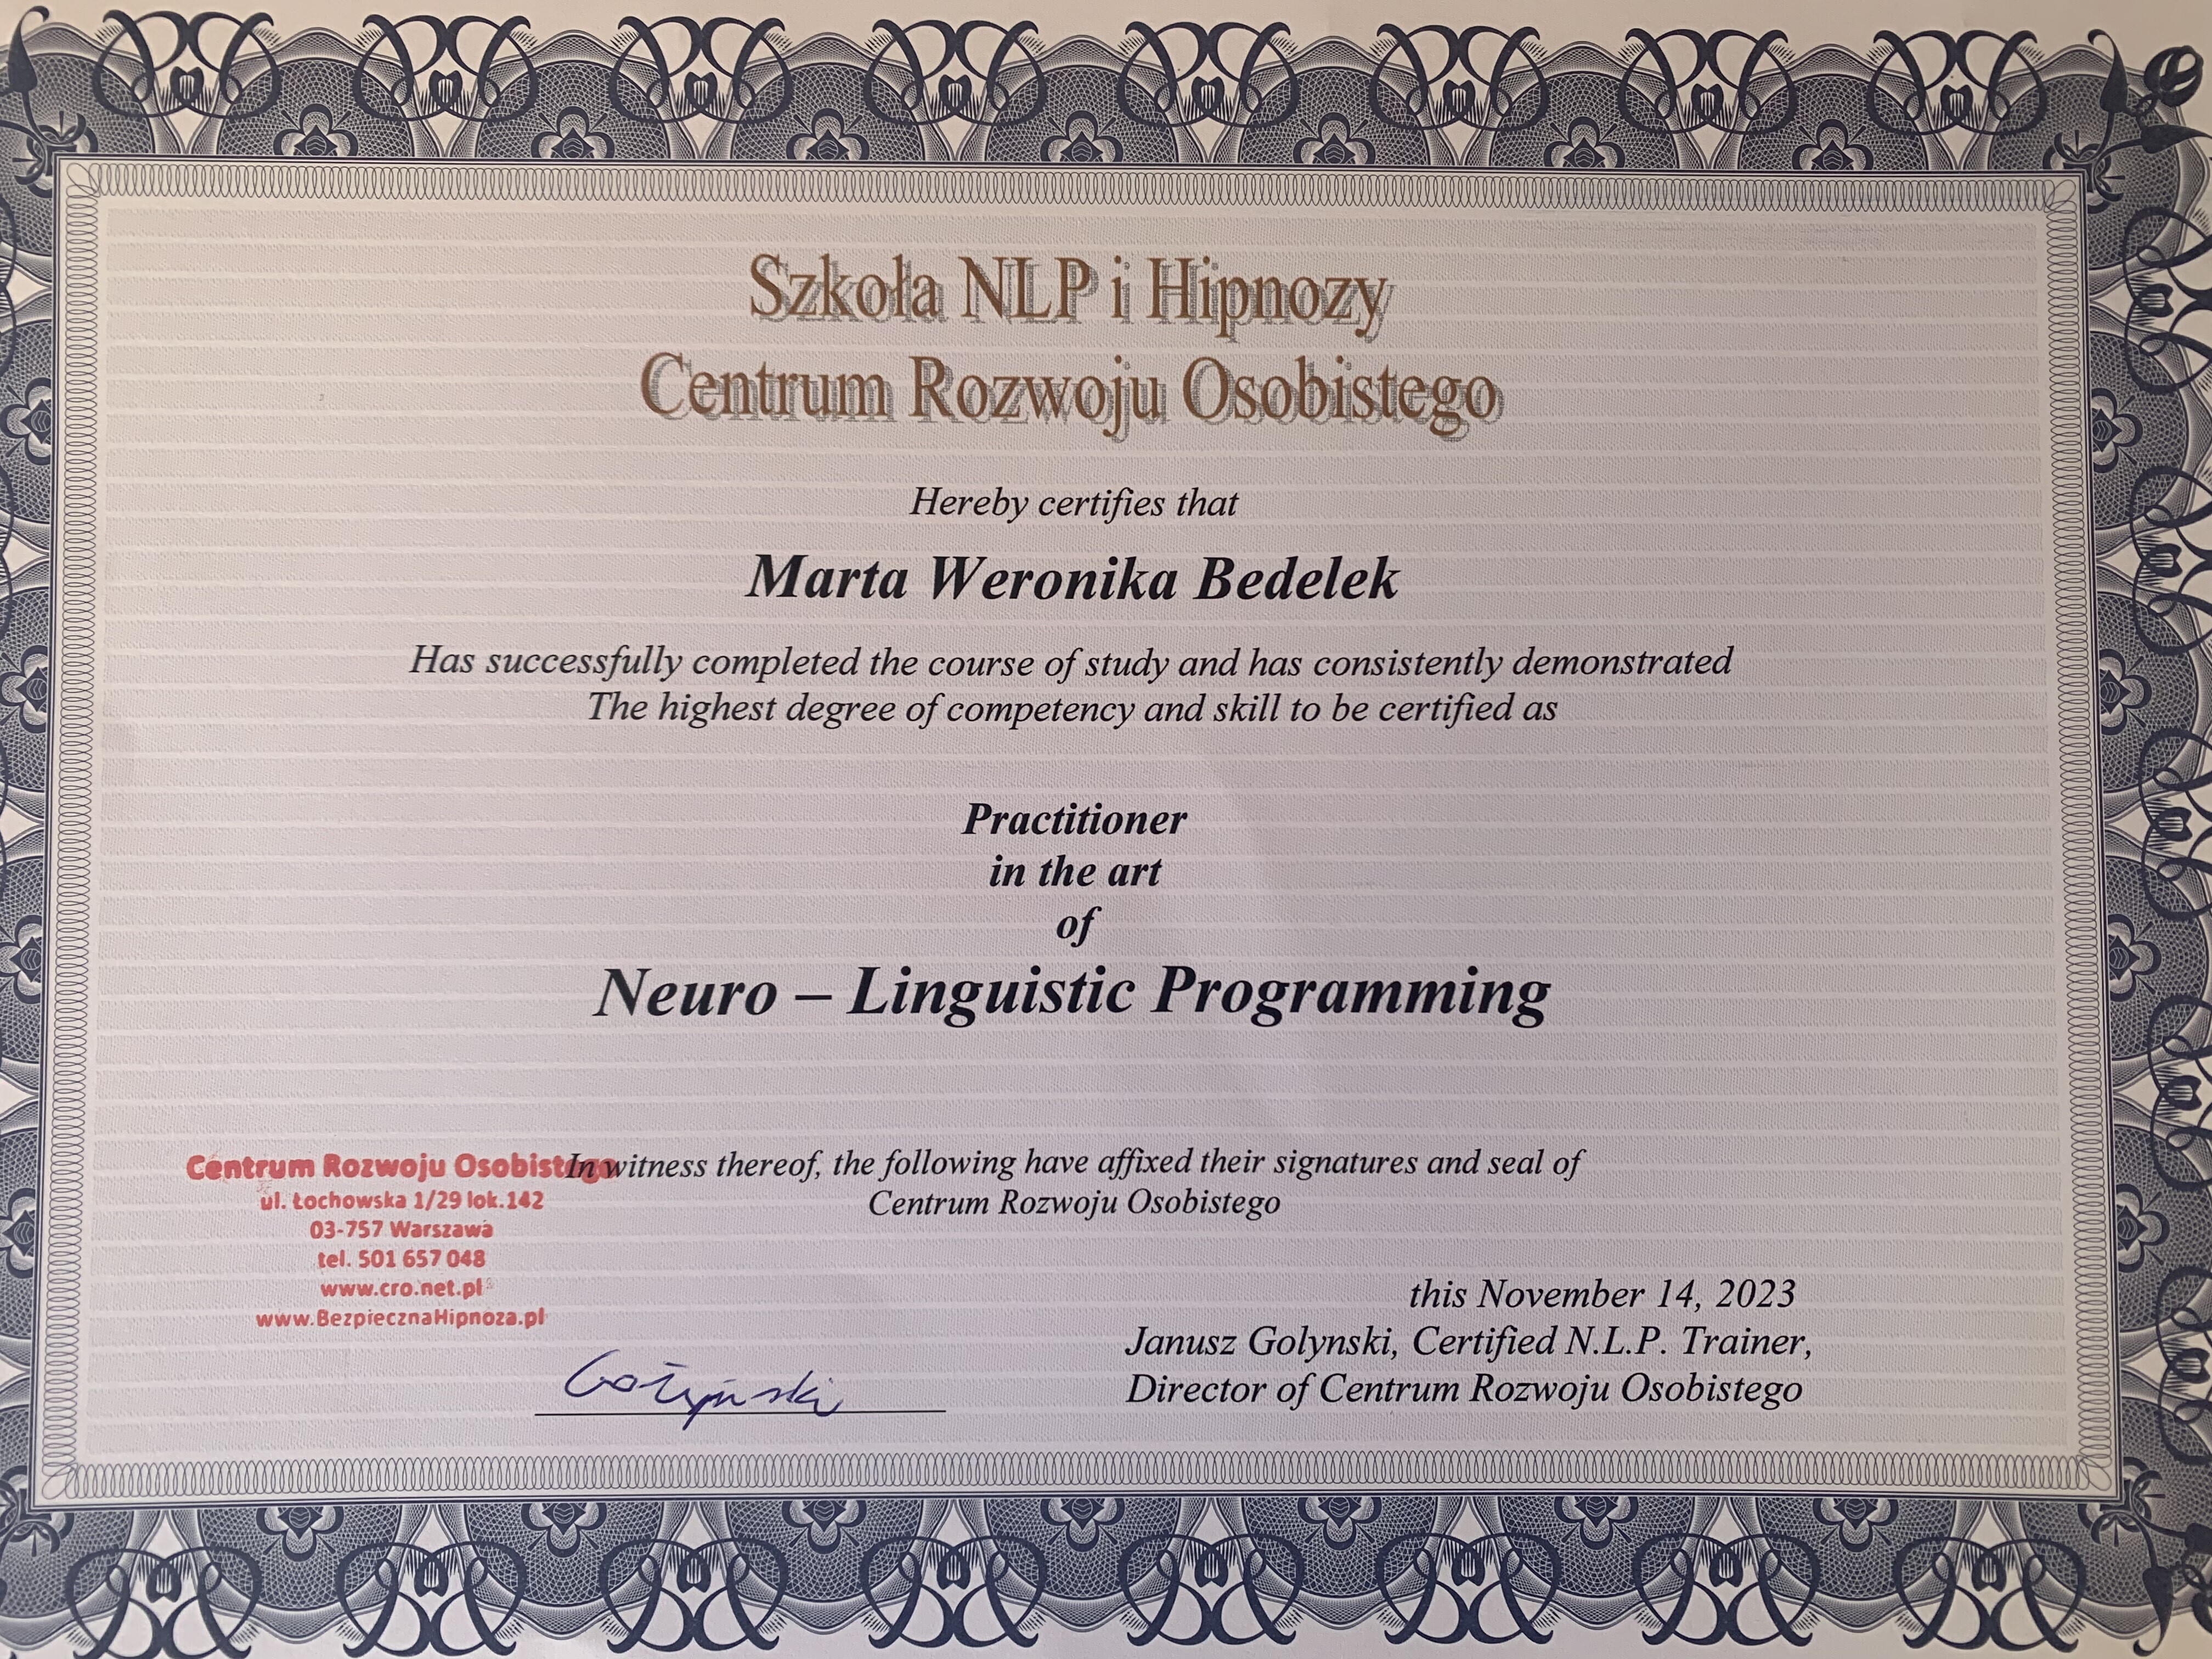 Szkoła NLP i Hipnozy
Centrum Rozwoju Osobistego
Hereby certifies that
Marta Weronika Bedelek
Has successfully completed the course of study and has consistently demonstrated
The highest degree of competency and skill to be certified as
Practitioner
in the art
of
Neuro – Linguistic Programming
In witness thereof, the following have affixed their signatures and seal of
Centrum Rozwoju Osobistego
Centrum Rozwoju Osobistego
ul. Łochowska 1/29 lok.142
03-757 Warszawa
tel. 501 657 048
www.cro.net.pl
www.BezpiecznaHipnoza.pl
this November 14, 2023
Janusz Golynski, Certified N.L.P. Trainer,
Director of Centrum Rozwoju Osobistego
Gołyński